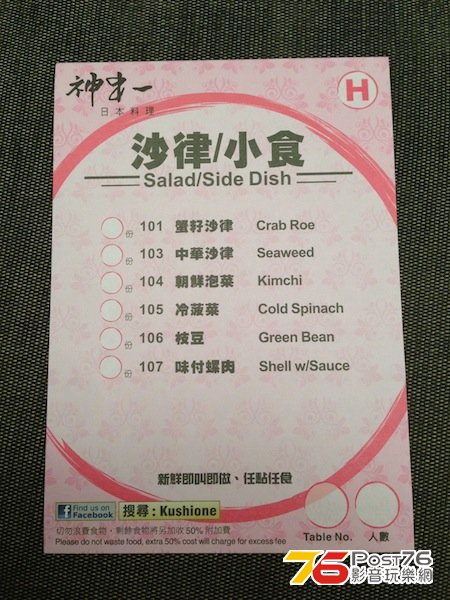 神串一
日本料理
H
沙律/小食
Salad/Side Dish
份 101 蟹籽沙律 Crab Roe
份 103 中華沙律 Seaweed
份 104 朝鮮泡菜 Kimchi
份 105 冷菠菜 Cold Spinach
份 106 枝豆 Green Bean
份 107 味付螺肉 Shell w/Sauce
新鮮即叫即做、任點任食
f Find us on Facebook 搜尋:Kushione
切勿浪費食物，剩餘食物將另加收50%附加費
Please do not waste food, extra 50% cost will charge for excess fee
Table No. 人數
76 Post76
影音玩樂網